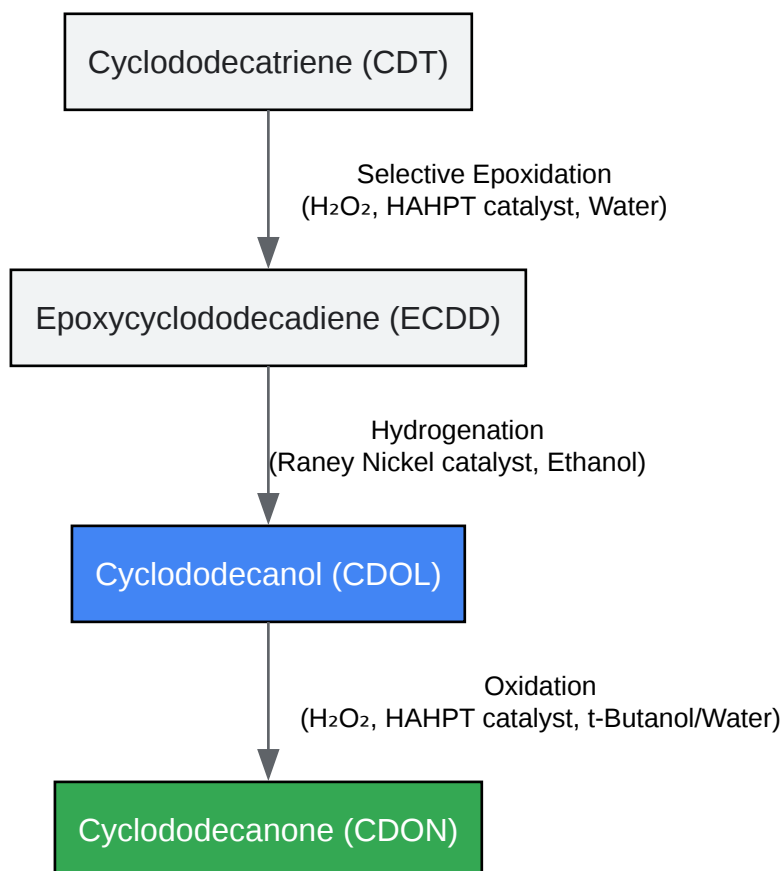 Cyclododecatriene (CDT)
Selective Epoxidation
(H₂O₂, HAHPT catalyst, Water)
Epoxycyclododecadiene (ECDD)
Hydrogenation
(Raney Nickel catalyst, Ethanol)
Cyclododecanol (CDOL)
Oxidation
(H₂O₂, HAHPT catalyst, t-Butanol/Water)
Cyclododecanone (CDON)